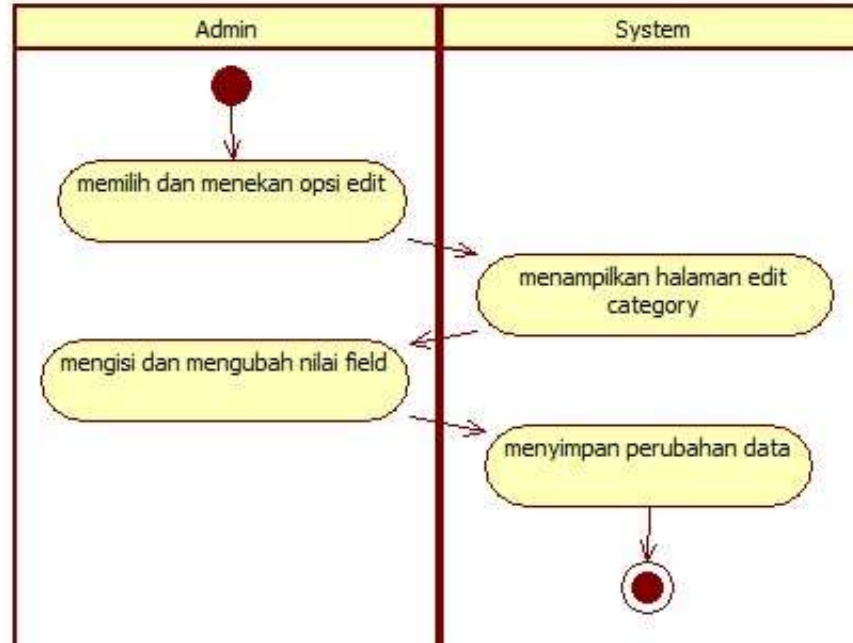 Admin
System
memilih dan menekan opsi edit
menampilkan halaman edit
category
mengisi dan mengubah nilai field
menyimpan perubahan data